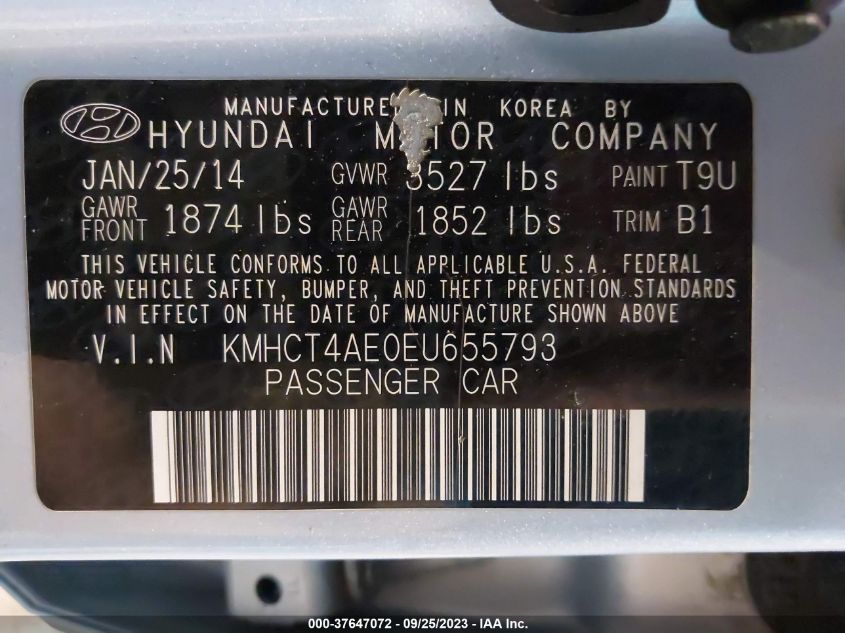 MANUFACTURE IN KOREA BY
HYUNDAI MOTOR COMPANY
JAN/25/14 GVWR 3527 lbs PAINT T9U
GAWR FRONT 1874 lbs GAWR REAR 1852 lbs TRIM B1
THIS VEHICLE CONFORMS TO ALL APPLICABLE U.S.A. FEDERAL
MOTOR VEHICLE SAFETY, BUMPER, AND THEFT PREVENTION STANDARDS
IN EFFECT ON THE DATE OF MANUFACTURE SHOWN ABOVE
V.I.N KMHCT4AE0EU655793
PASSENGER CAR
000-37647072 - 09/25/2023 - IAA Inc.